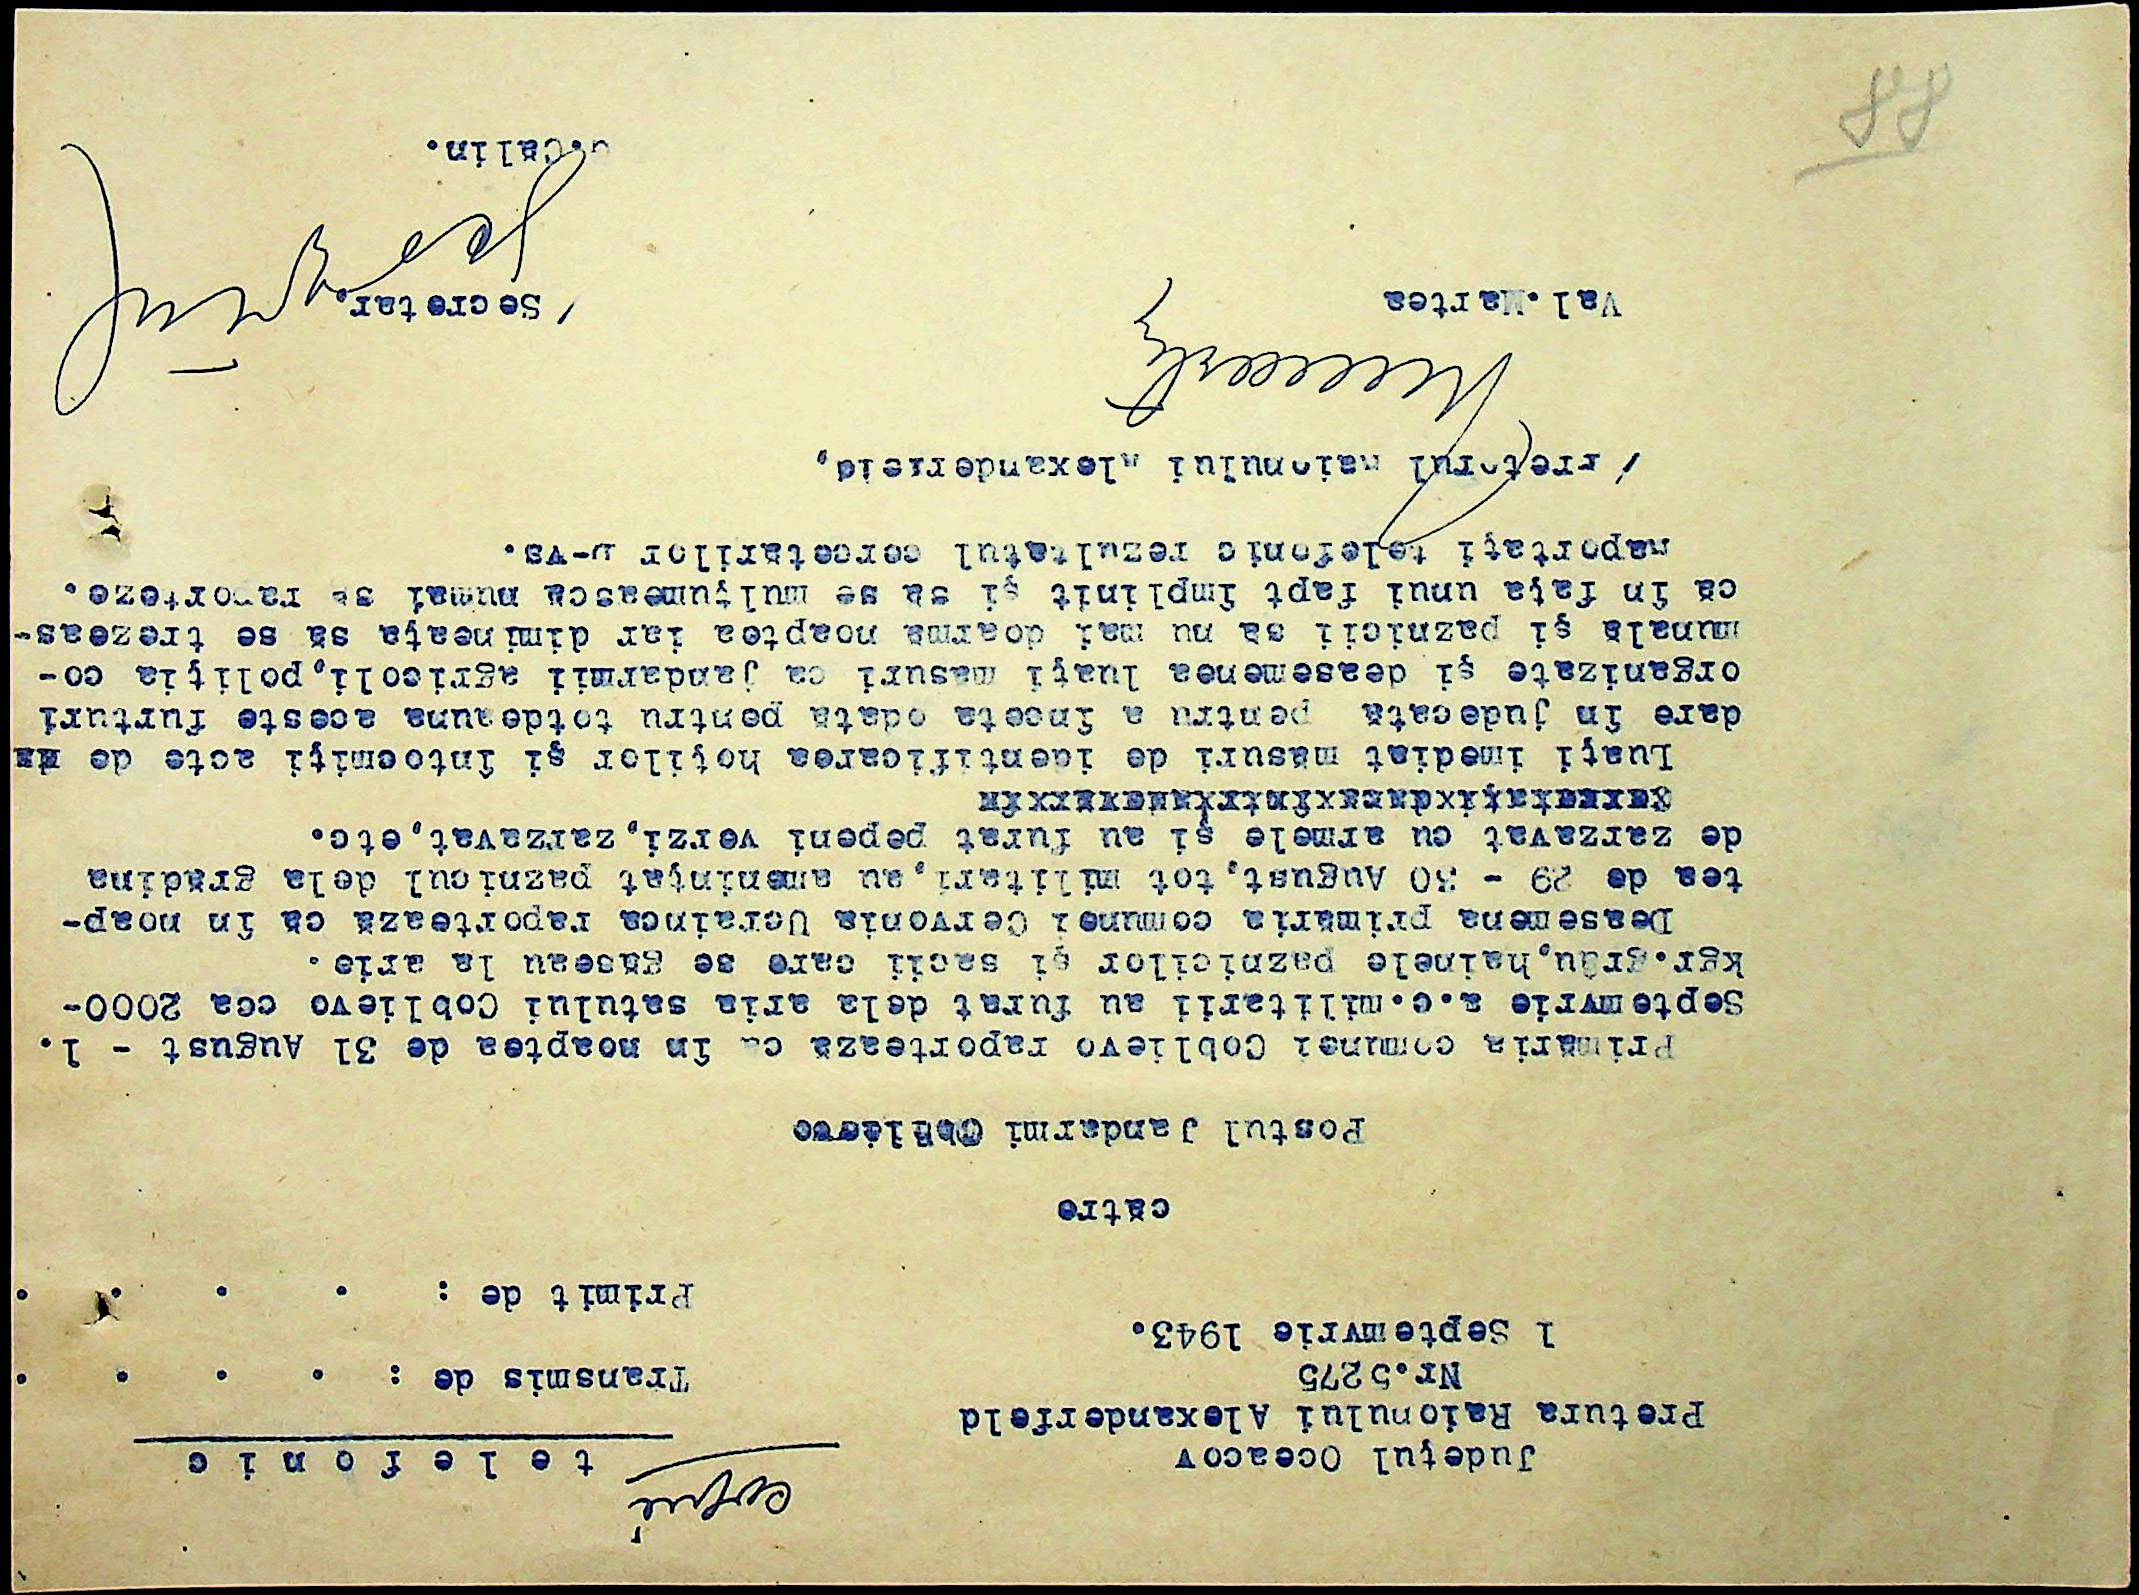 copie
Judeţul Oceacov
telefonic
Pretura Raionului Alexanderfeld
Nr.5275
Transmis de : . . . . .
1 Septemvrie 1943.
Primit de : . . . .
către
Postul Jandarmi Coblievo
Primăria comunei Coblievo raportează ca în noaptea de 31 August - 1.
Septemvrie a.c.militarii au furat dela aria satului Coblievo cca 2000-
kgr.grâu,hainele paznicilor şi sacii care se găseau la arie.
Deasemena primăria comunei Cervonia Ucrainca raportează că în noap-
tea de 29 - 30 August,tot militari,au amenințat paznicul dela grădina
de zarzavat cu armele şi au furat pepeni verzi,zarzavat,etc.
Luaţi imediat măsuri de identificarea hoţilor şi întocmiţi acte de
dare în judecată pentru a înceta odată pentru totdeauna aceste furturi
organizate şi deasemenea luaţi măsuri ca jandarmii agricoli,poliţia co-
munală şi paznicii să nu mai doarmă noaptea iar dimineaţa să se trezeas-
că în faţa unui fapt împlinit şi să se mulţumească numai să raporteze.
Raportaţi telefonic rezultatul cercetărilor D-vs.
/ Pretorul Raionului Alexanderfeld,
Val.Martea
/ Secretar,
Călin.
88